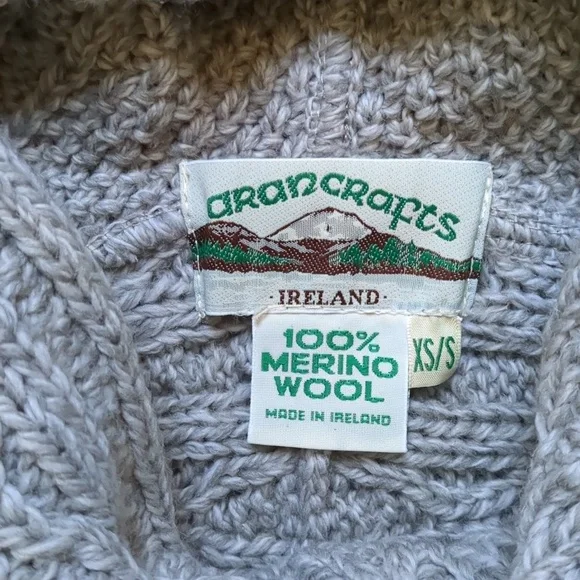 arancrafts
· IRELAND ·
100%
MERINO
WOOL
MADE IN IRELAND
XS/S